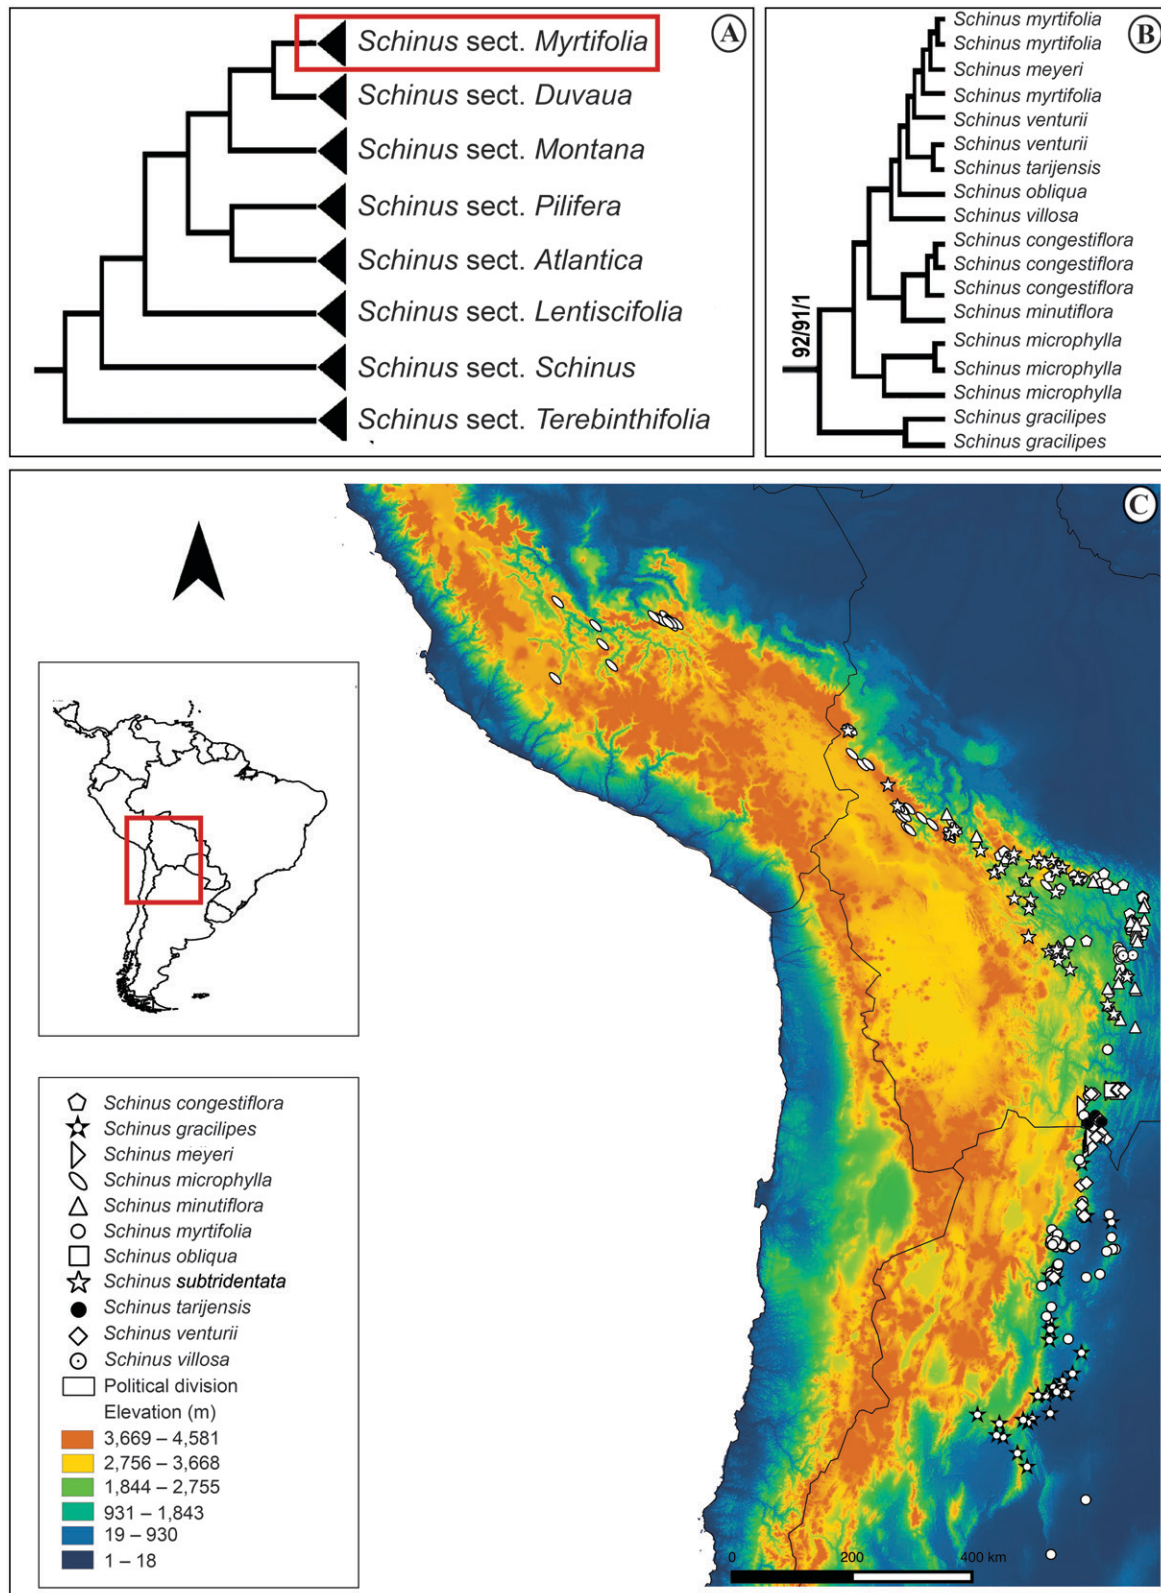 A
Schinus sect. Myrtifolia
Schinus sect. Duvaua
Schinus sect. Montana
Schinus sect. Pilifera
Schinus sect. Atlantica
Schinus sect. Lentiscifolia
Schinus sect. Schinus
Schinus sect. Terebinthifolia
B
Schinus myrtifolia
Schinus myrtifolia
Schinus meyeri
Schinus myrtifolia
Schinus venturii
Schinus venturii
Schinus tarijensis
Schinus obliqua
Schinus villosa
Schinus congestiflora
Schinus congestiflora
Schinus congestiflora
Schinus minutiflora
Schinus microphylla
Schinus microphylla
Schinus microphylla
Schinus gracilipes
Schinus gracilipes
92/91/1
C
Schinus congestiflora
Schinus gracilipes
Schinus meyeri
Schinus microphylla
Schinus minutiflora
Schinus myrtifolia
Schinus obliqua
Schinus subtridentata
Schinus tarijensis
Schinus venturii
Schinus villosa
Political division
Elevation (m)
3,669 – 4,581
2,756 – 3,668
1,844 – 2,755
931 – 1,843
19 – 930
1 – 18
0 200 400 km